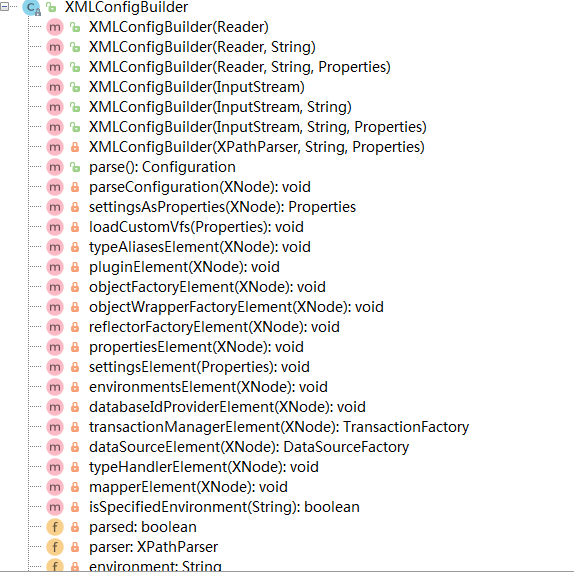 XMLConfigBuilder
XMLConfigBuilder(Reader)
XMLConfigBuilder(Reader, String)
XMLConfigBuilder(Reader, String, Properties)
XMLConfigBuilder(InputStream)
XMLConfigBuilder(InputStream, String)
XMLConfigBuilder(InputStream, String, Properties)
XMLConfigBuilder(XPathParser, String, Properties)
parse(): Configuration
parseConfiguration(XNode): void
settingsAsProperties(XNode): Properties
loadCustomVfs(Properties): void
typeAliasesElement(XNode): void
pluginElement(XNode): void
objectFactoryElement(XNode): void
objectWrapperFactoryElement(XNode): void
reflectorFactoryElement(XNode): void
propertiesElement(XNode): void
settingsElement(Properties): void
environmentsElement(XNode): void
databaseIdProviderElement(XNode): void
transactionManagerElement(XNode): TransactionFactory
dataSourceElement(XNode): DataSourceFactory
typeHandlerElement(XNode): void
mapperElement(XNode): void
isSpecifiedEnvironment(String): boolean
parsed: boolean
parser: XPathParser
environment: String